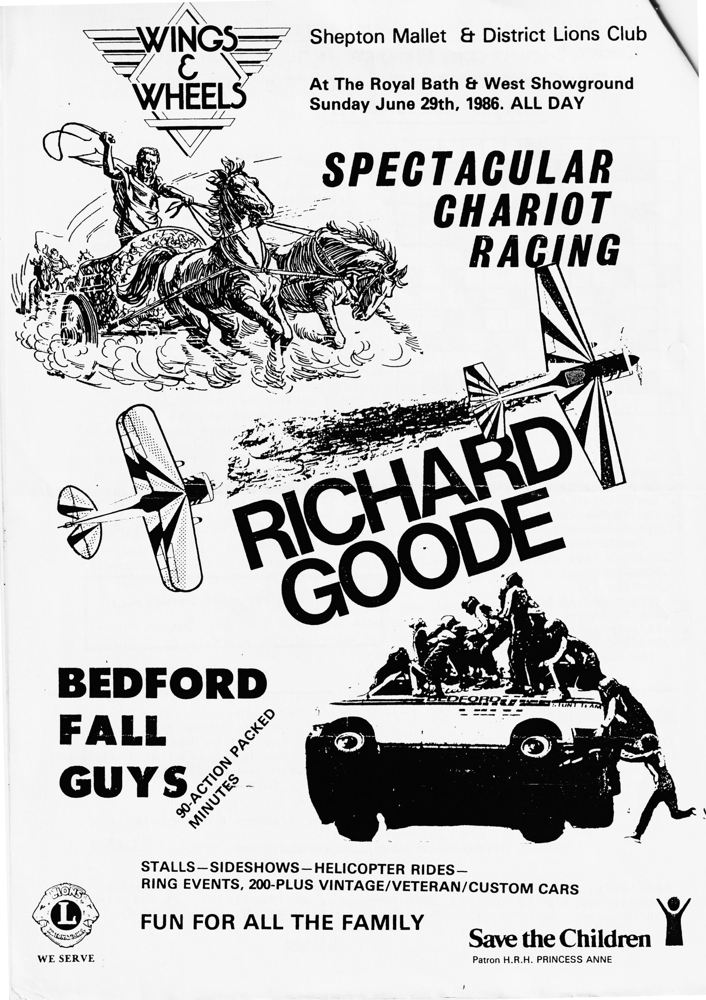 WINGS
&
WHEELS
Shepton Mallet & District Lions Club
At The Royal Bath & West Showground
Sunday June 29th, 1986. ALL DAY
SPECTACULAR
CHARIOT
RACING
RICHARD
GOODE
BEDFORD
STUNT TEAM
BEDFORD
FALL
GUYS
90-ACTION PACKED
MINUTES
STALLS—SIDESHOWS—HELICOPTER RIDES—
RING EVENTS, 200-PLUS VINTAGE/VETERAN/CUSTOM CARS
FUN FOR ALL THE FAMILY
LIONS
L
INTERNATIONAL
WE SERVE
Save the Children
Patron H.R.H. PRINCESS ANNE